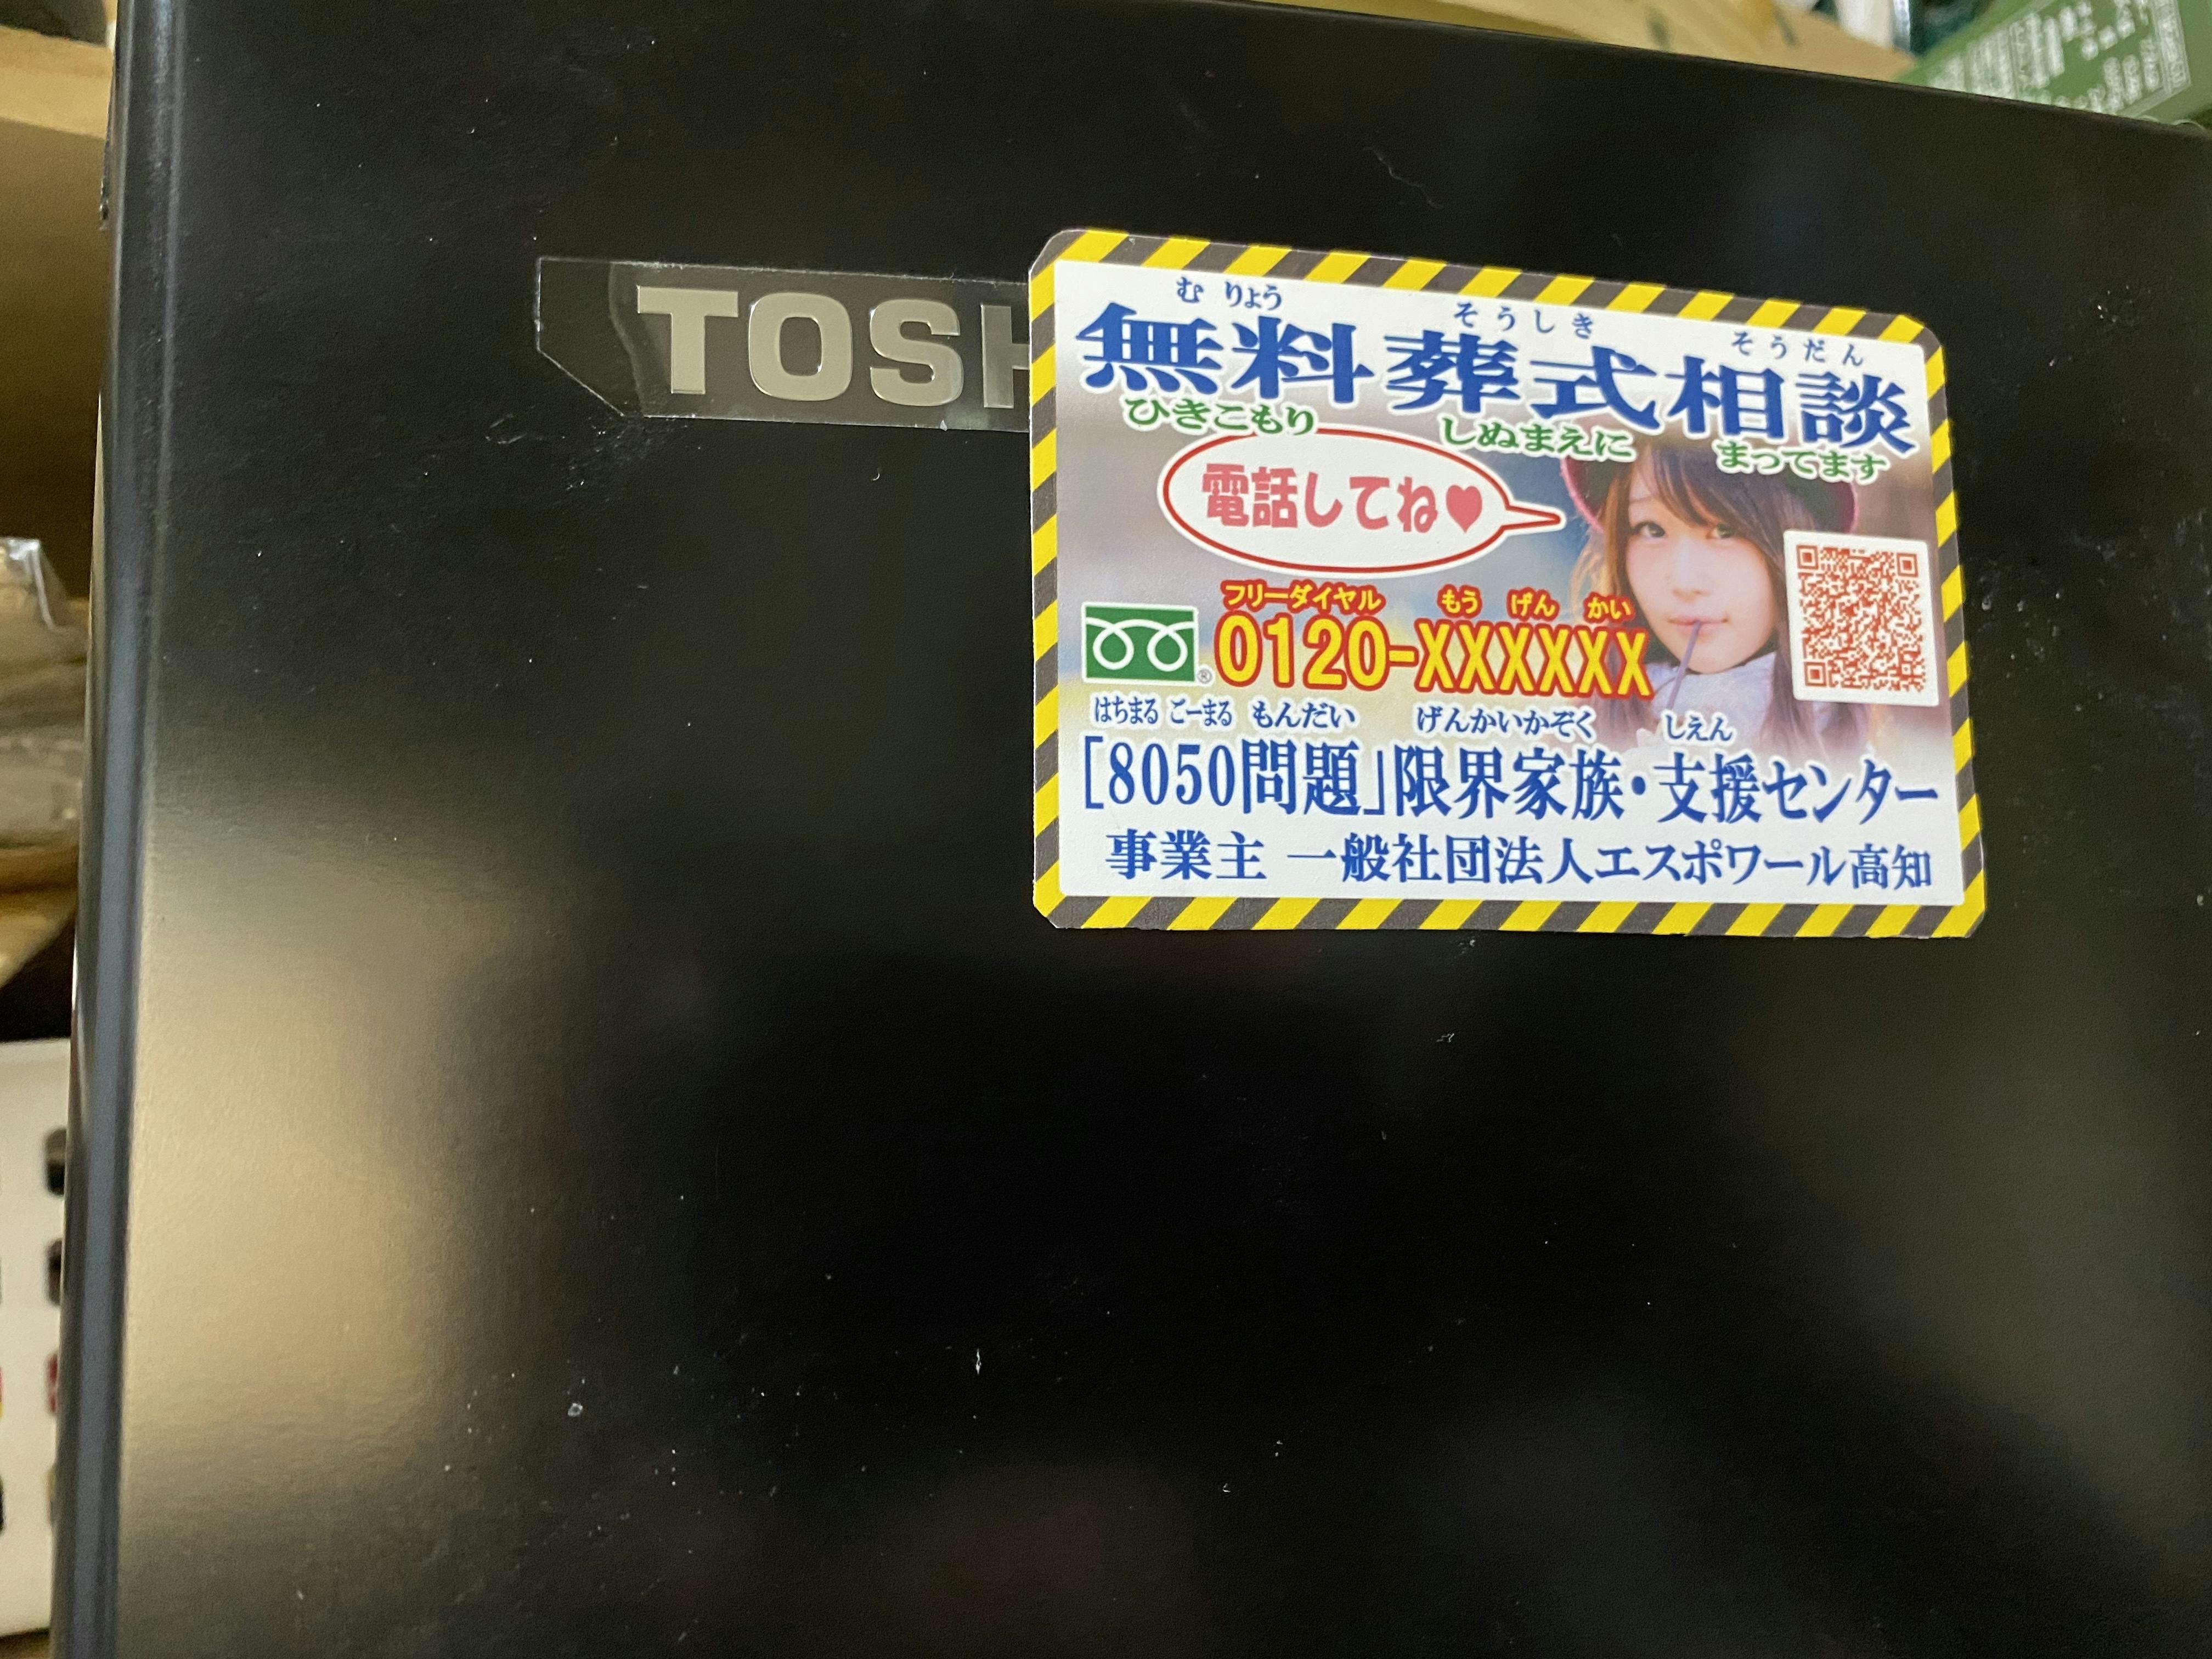 TOSH
む りょう そうしき そうだん
無料葬式相談
ひきこもり しぬまえに まってます
電話してね♥
フリーダイヤル もう げん かい
0120-XXXXXX
はちまる ごーまる もんだい げんかいかぞく しえん
「8050問題」限界家族・支援センター
事業主 一般社団法人エスポワール高知